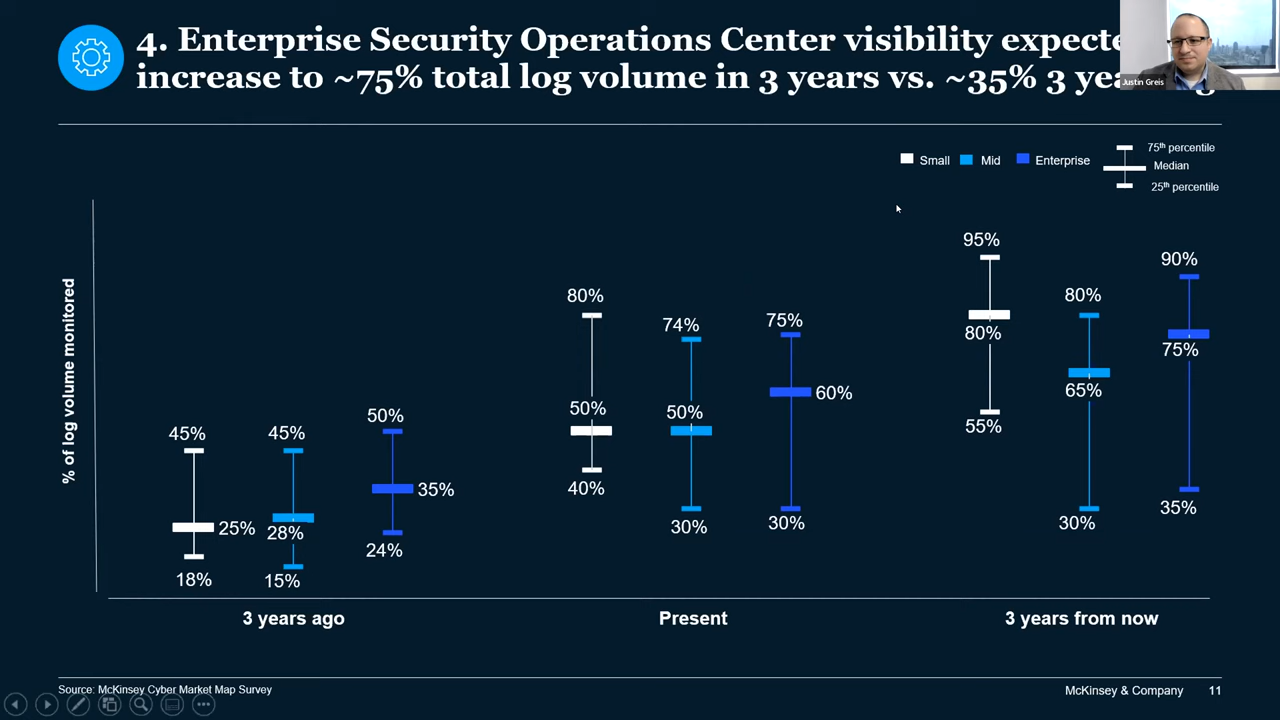 4. Enterprise Security Operations Center visibility expecte
increase to ~75% total log volume in 3 years vs. ~35% 3 ye
Justin Greis
Small Mid Enterprise
75th percentile
Median
25th percentile
% of log volume monitored
95%
90%
80%
80%
74%
75%
80%
75%
65%
50%
50%
60%
45%
45%
50%
55%
40%
35%
25%
28%
30%
30%
30%
35%
24%
18%
15%
3 years ago Present 3 years from now
Source: McKinsey Cyber Market Map Survey
McKinsey & Company 11